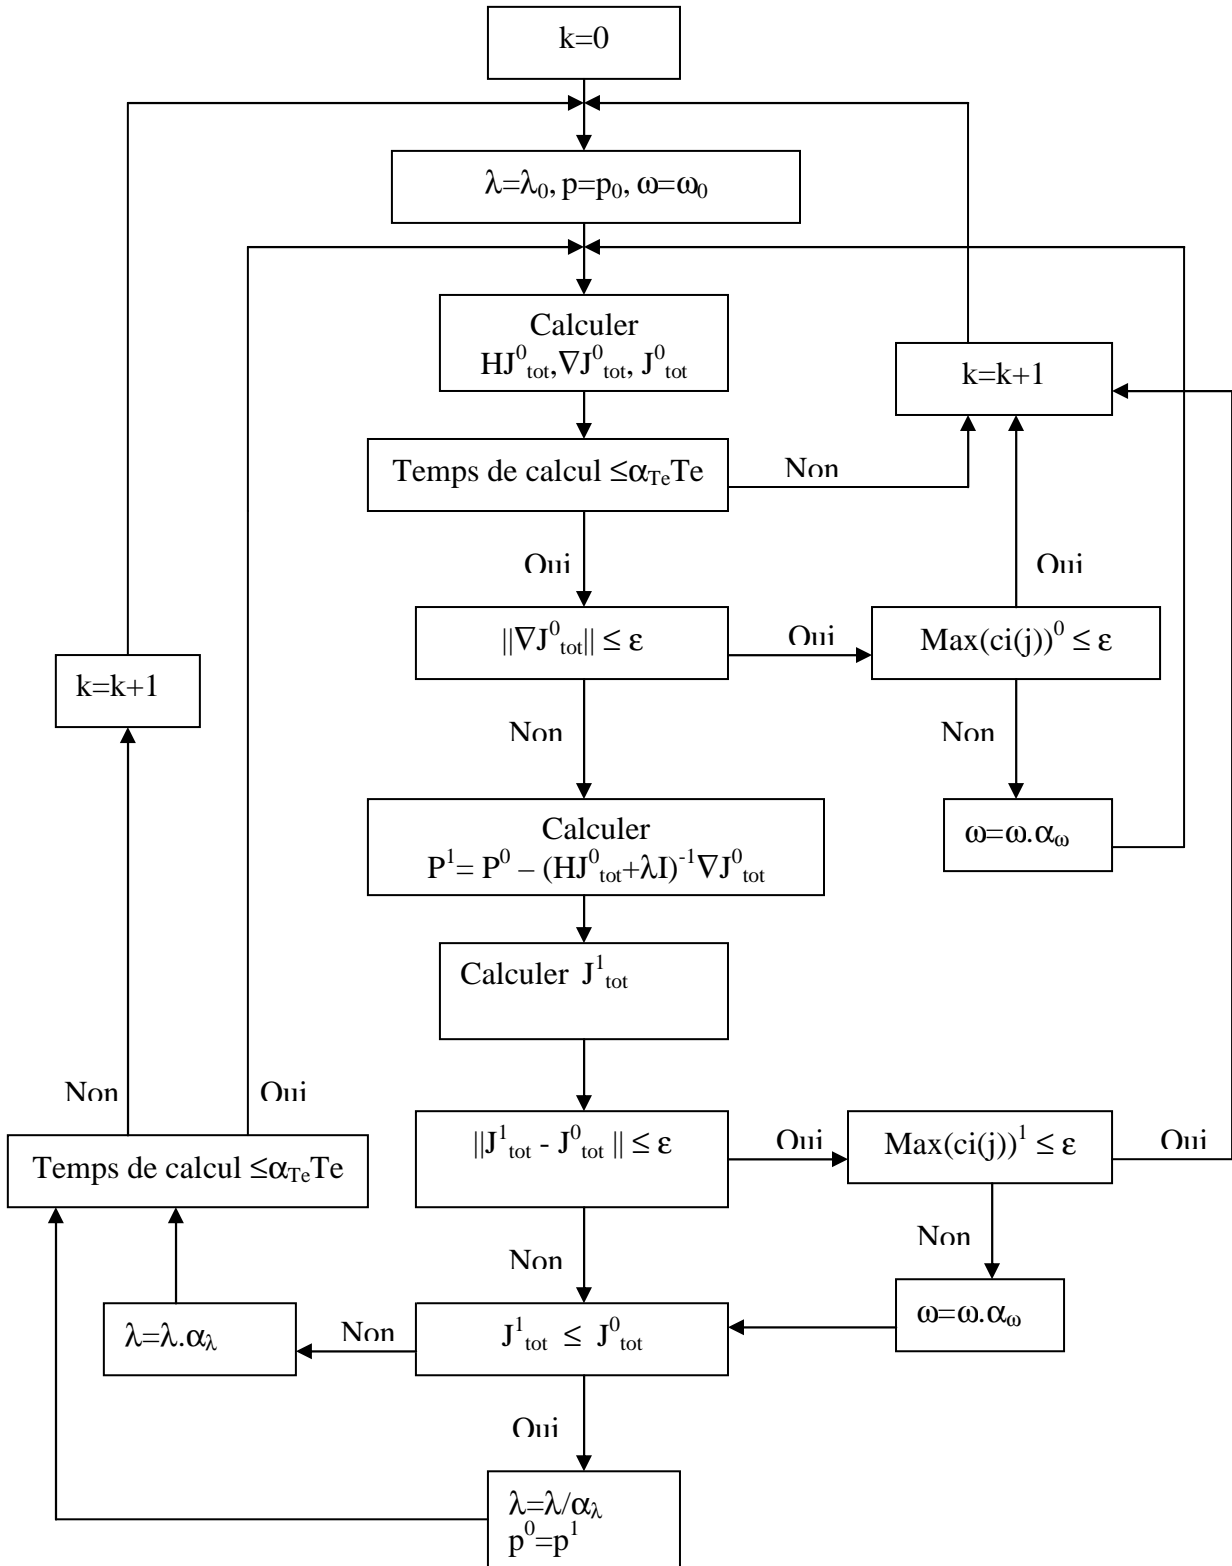 k=0
λ=λ₀, p=p₀, ω=ω₀
Calculer
HJ⁰tot,∇J⁰tot, J⁰tot
k=k+1
Temps de calcul ≤αTeTe
Non
Oui
Oui
||∇J⁰tot|| ≤ ε
Oui
Max(ci(j))⁰ ≤ ε
k=k+1
Non
Non
Calculer
P¹= P⁰ – (HJ⁰tot+λI)⁻¹∇J⁰tot
ω=ω.αω
Calculer J¹tot
Non
Oui
||J¹tot - J⁰tot || ≤ ε
Oui
Max(ci(j))¹ ≤ ε
Oui
Temps de calcul ≤αTeTe
Non
Non
λ=λ.αλ
Non
J¹tot ≤ J⁰tot
ω=ω.αω
Oui
λ=λ/αλ
p⁰=p¹